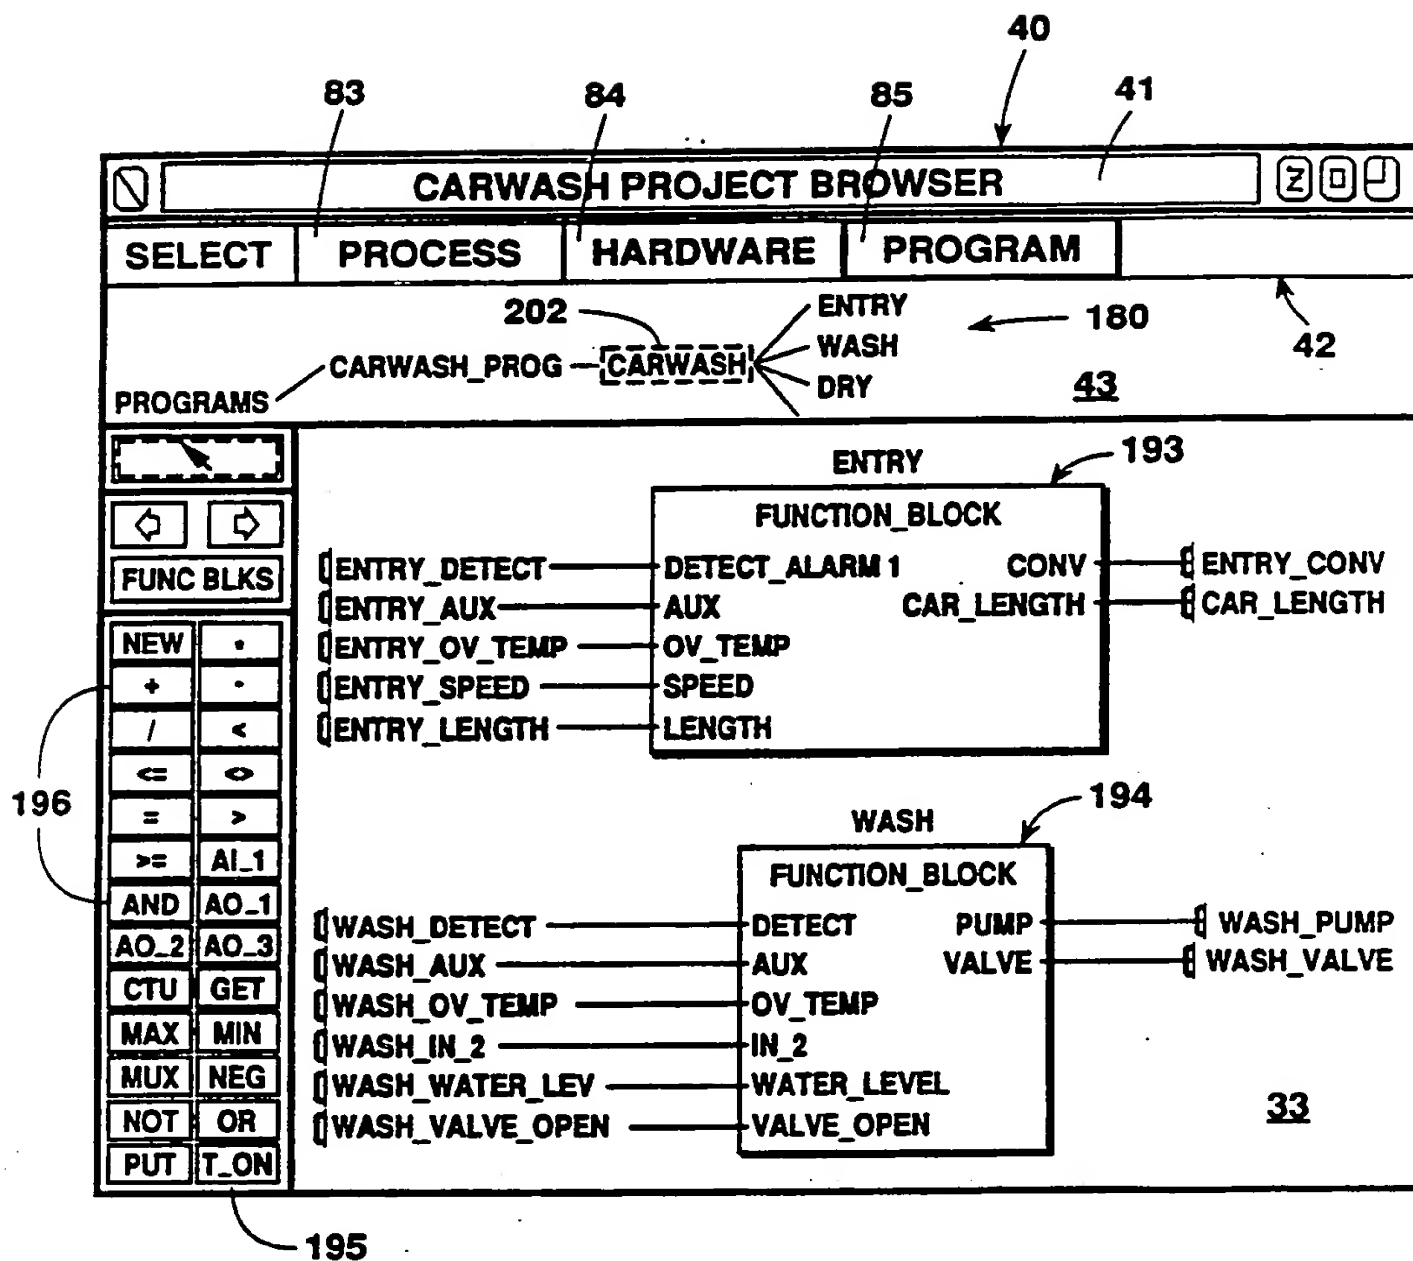 40
83 84 85 41
CARWASH PROJECT BROWSER
SELECT PROCESS HARDWARE PROGRAM
202 ENTRY 180 42
CARWASH_PROG CARWASH WASH
PROGRAMS DRY 43
ENTRY 193
FUNCTION_BLOCK
FUNC BLKS
ENTRY_DETECT DETECT_ALARM 1 CONV ENTRY_CONV
ENTRY_AUX AUX CAR_LENGTH CAR_LENGTH
ENTRY_OV_TEMP OV_TEMP
ENTRY_SPEED SPEED
ENTRY_LENGTH LENGTH
NEW *
+ -
/ <
<= <>
196
= >
>= AI_1
AND AO_1
AO_2 AO_3
CTU GET
MAX MIN
MUX NEG
NOT OR
PUT T_ON
WASH 194
FUNCTION_BLOCK
WASH_DETECT DETECT PUMP WASH_PUMP
WASH_AUX AUX VALVE WASH_VALVE
WASH_OV_TEMP OV_TEMP
WASH_IN_2 IN_2
WASH_WATER_LEV WATER_LEVEL
WASH_VALVE_OPEN VALVE_OPEN
33
195